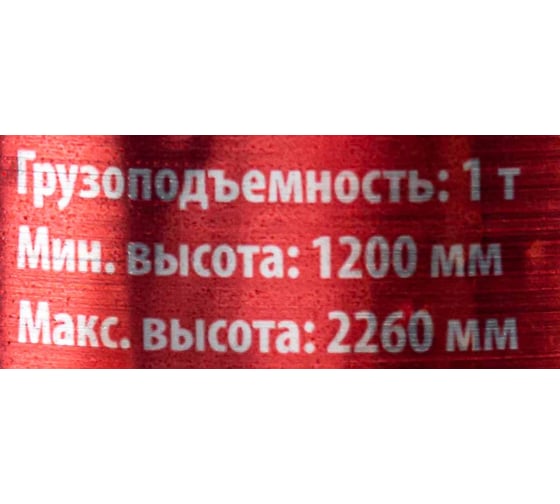 Грузоподъемность: 1 т
Мин. высота: 1200 мм
Макс. высота: 2260 мм